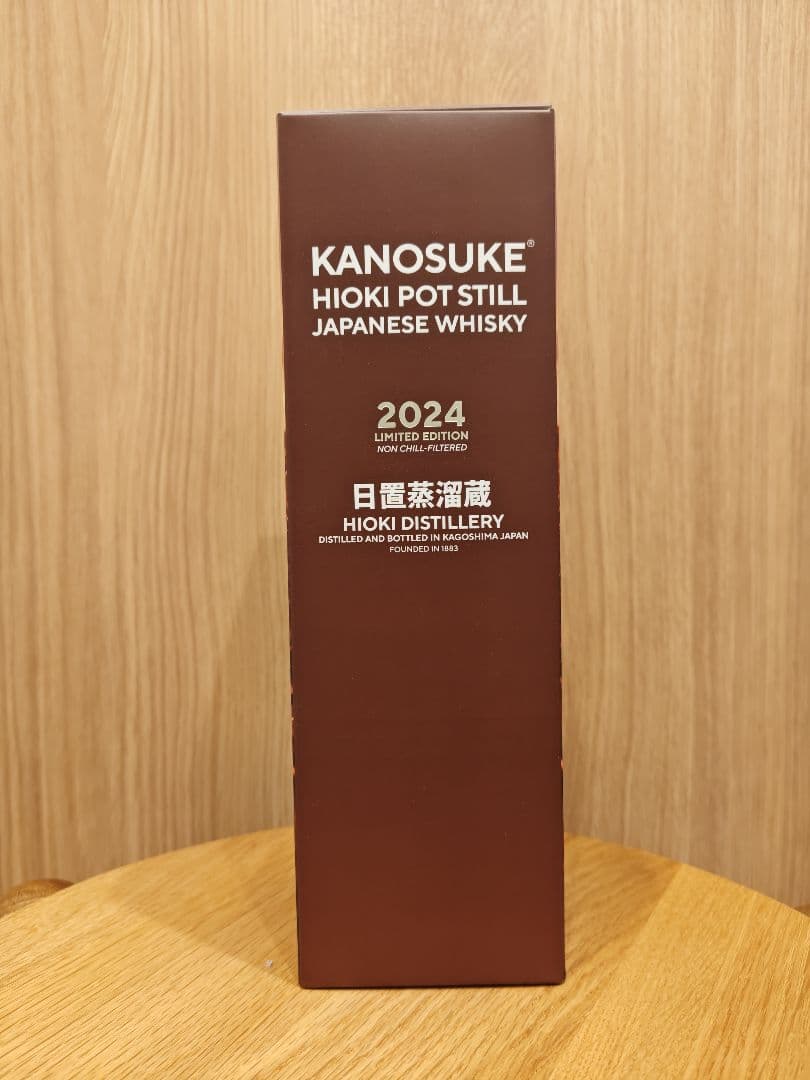 KANOSUKE®
HIOKI POT STILL
JAPANESE WHISKY
2024
LIMITED EDITION
NON CHILL-FILTERED
日置蒸溜蔵
HIOKI DISTILLERY
DISTILLED AND BOTTLED IN KAGOSHIMA JAPAN
FOUNDED IN 1883